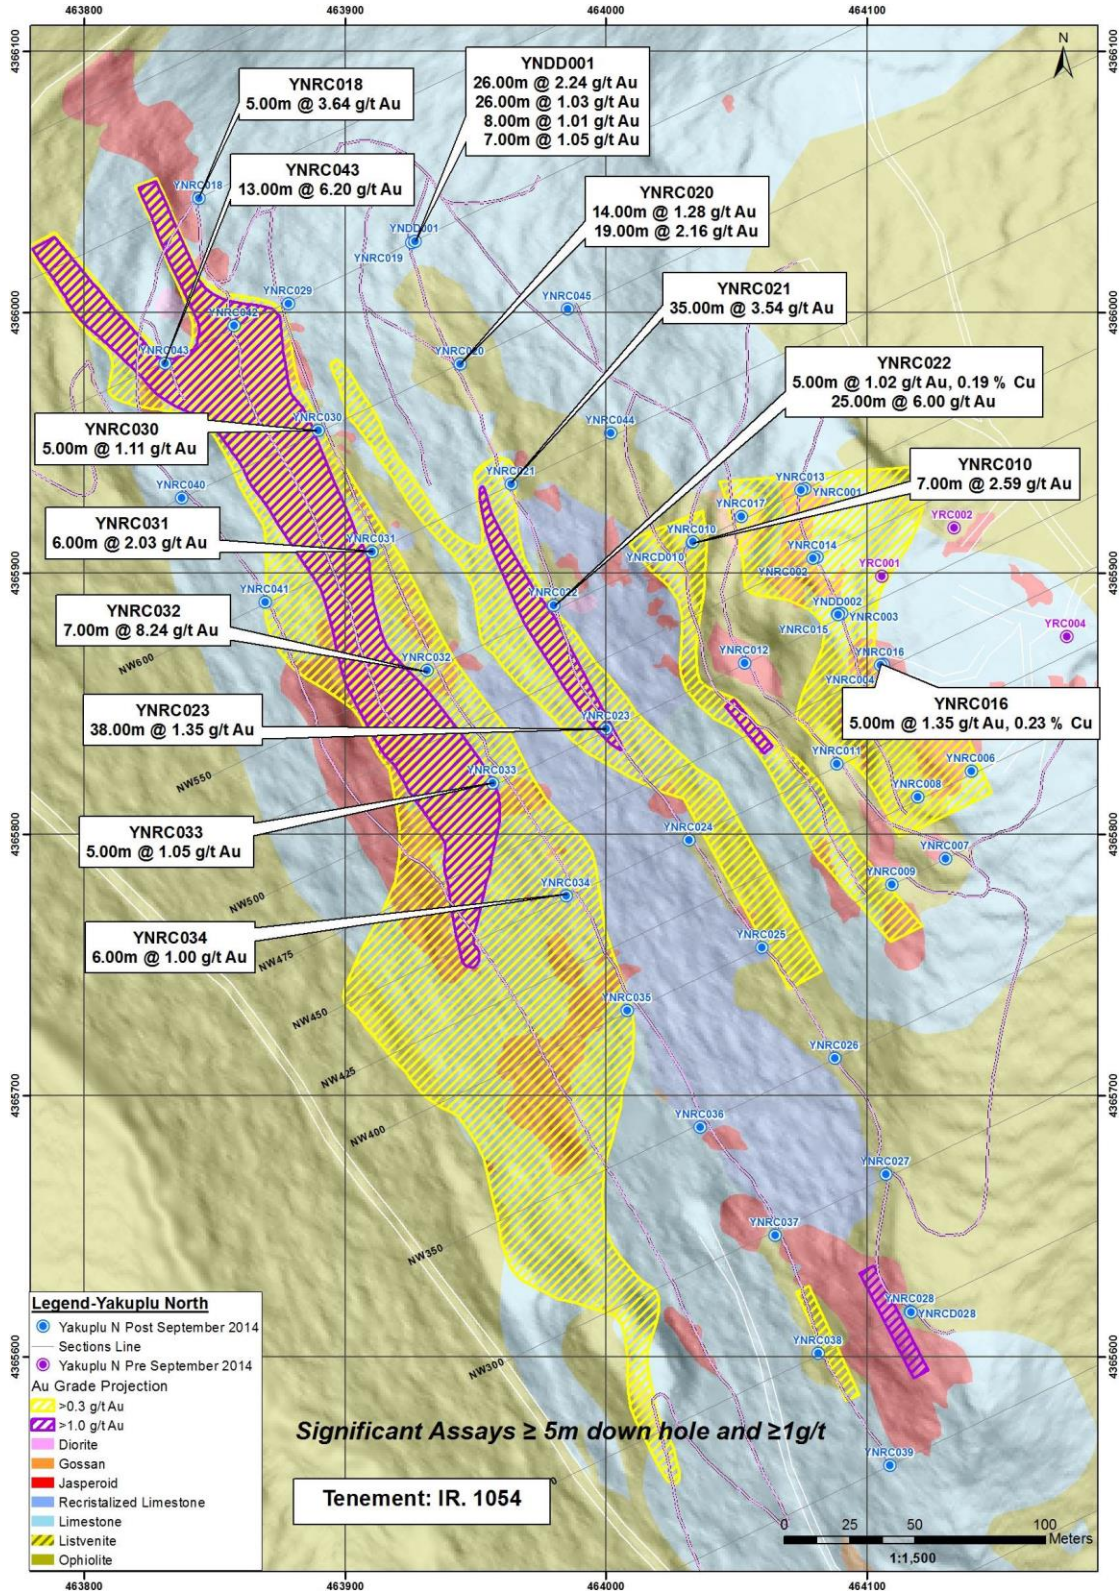 463800
463900
464000
464100
4366100
4366100
N
YNRC018
5.00m @ 3.64 g/t Au
YNDD001
26.00m @ 2.24 g/t Au
26.00m @ 1.03 g/t Au
8.00m @ 1.01 g/t Au
7.00m @ 1.05 g/t Au
YNRC043
13.00m @ 6.20 g/t Au
YNRC018
YNRC020
14.00m @ 1.28 g/t Au
19.00m @ 2.16 g/t Au
YNDD001
YNRC019
YNRC021
35.00m @ 3.54 g/t Au
YNRC029
YNRC045
4366000
4366000
YNRC042
YNRC043
YNRC020
YNRC022
5.00m @ 1.02 g/t Au, 0.19 % Cu
25.00m @ 6.00 g/t Au
YNRC030
5.00m @ 1.11 g/t Au
YNRC030
YNRC044
YNRC010
7.00m @ 2.59 g/t Au
YNRC021
YNRC040
YNRC013
YNRC001
YNRC017
YRC002
YNRC031
6.00m @ 2.03 g/t Au
YNRC031
YNRC010
YNRCD010
YNRC014
YNRC002
YRC001
4365900
4365900
YNRC041
YNRC022
YNDD002
YNRC003
YNRC015
YRC004
YNRC032
7.00m @ 8.24 g/t Au
YNRC032
YNRC012
YNRC016
YNRC004
NW600
YNRC016
5.00m @ 1.35 g/t Au, 0.23 % Cu
YNRC023
38.00m @ 1.35 g/t Au
YNRC023
YNRC011
YNRC006
NW550
YNRC033
YNRC008
YNRC033
5.00m @ 1.05 g/t Au
4365800
4365800
YNRC024
YNRC007
YNRC009
YNRC034
NW500
YNRC034
6.00m @ 1.00 g/t Au
YNRC025
NW475
YNRC035
NW450
YNRC026
NW425
4365700
4365700
YNRC036
NW400
YNRC027
YNRC037
NW350
Legend-Yakuplu North
Yakuplu N Post September 2014
Sections Line
Yakuplu N Pre September 2014
Au Grade Projection
>0.3 g/t Au
>1.0 g/t Au
Diorite
Gossan
Jasperoid
Recristalized Limestone
Limestone
Listvenite
Ophiolite
YNRC028
YNRCD028
YNRC038
4365600
NW300
Significant Assays ≥ 5m down hole and ≥1g/t
YNRC039
Tenement: IR. 1054
0 25 50 100
Meters
1:1,500
463800
463900
464000
464100